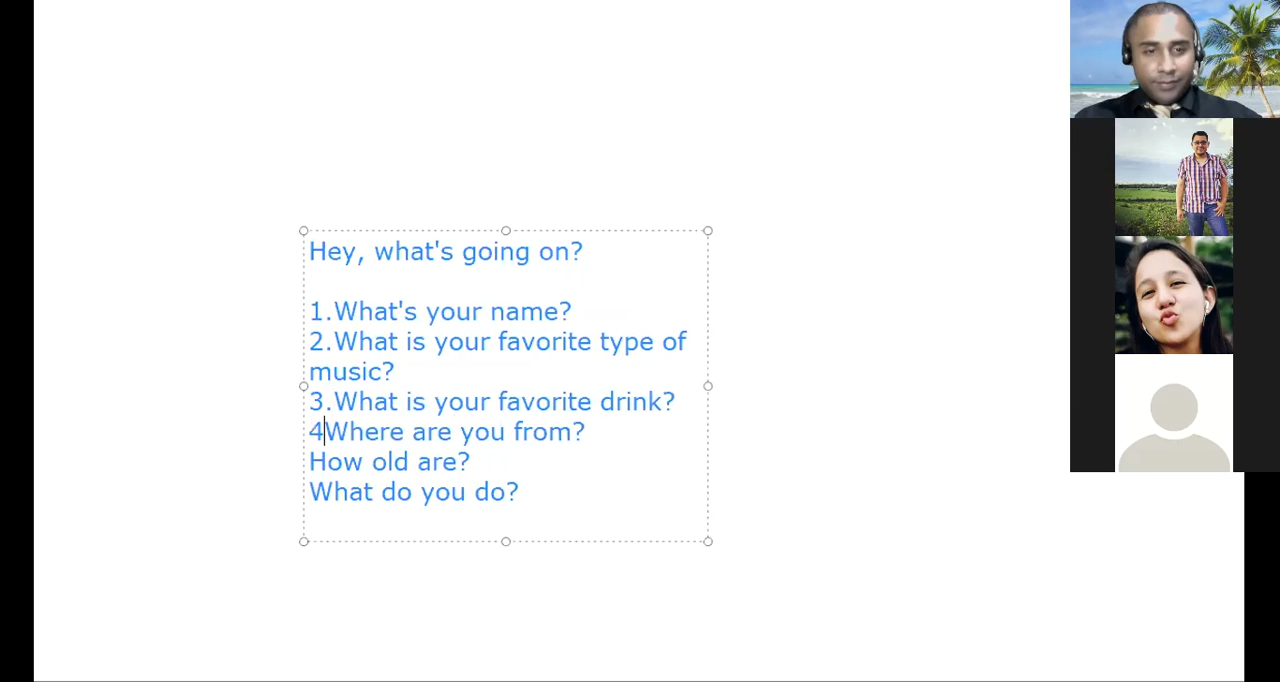 Hey, what's going on?
1.What's your name?
2.What is your favorite type of
music?
3.What is your favorite drink?
4Where are you from?
How old are?
What do you do?